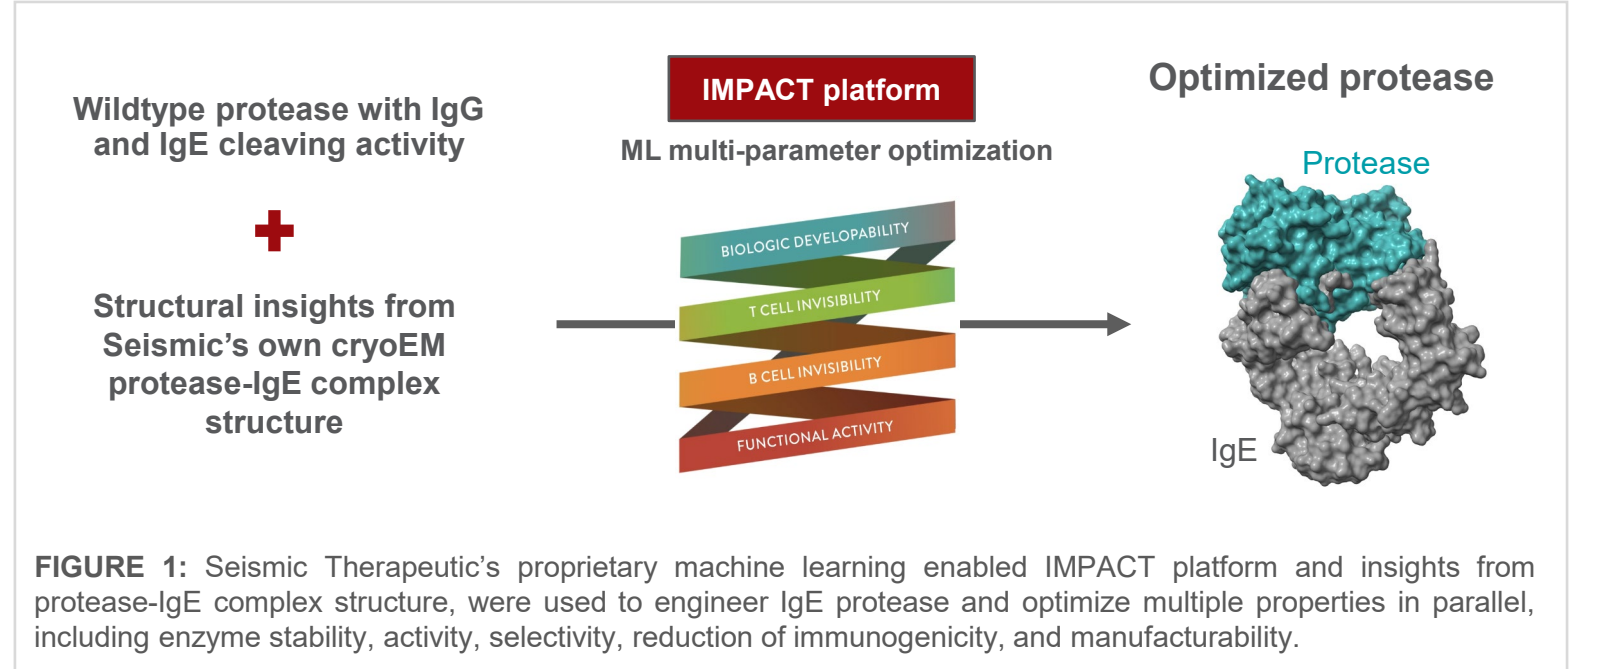 Wildtype protease with IgG
and IgE cleaving activity
Structural insights from
Seismic's own cryoEM
protease-IgE complex
structure
IMPACT platform
ML multi-parameter optimization
BIOLOGIC DEVELOPABILITY
T CELL INVISIBILITY
B CELL INVISIBILITY
FUNCTIONAL ACTIVITY
Optimized protease
Protease
IgE
FIGURE 1: Seismic Therapeutic's proprietary machine learning enabled IMPACT platform and insights from
protease-IgE complex structure, were used to engineer IgE protease and optimize multiple properties in parallel,
including enzyme stability, activity, selectivity, reduction of immunogenicity, and manufacturability.